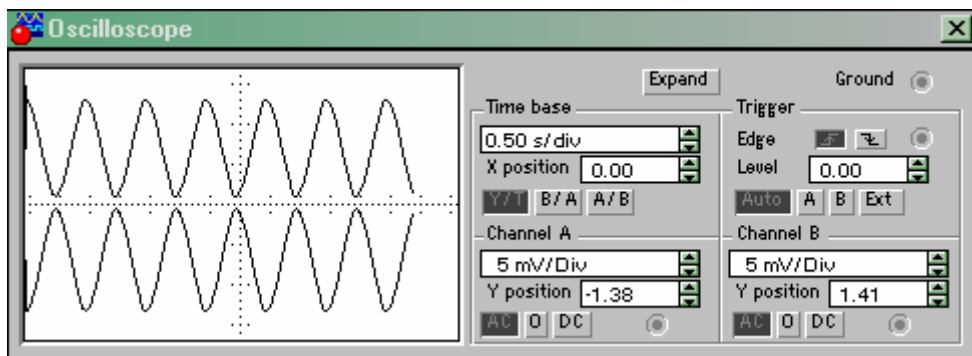 Oscilloscope
Expand Ground
Time base Trigger
0.50 s/div Edge
X position 0.00 Level 0.00
Y/T B/A A/B Auto A B Ext
Channel A Channel B
5 mV/Div 5 mV/Div
Y position -1.38 Y position 1.41
AC 0 DC AC 0 DC